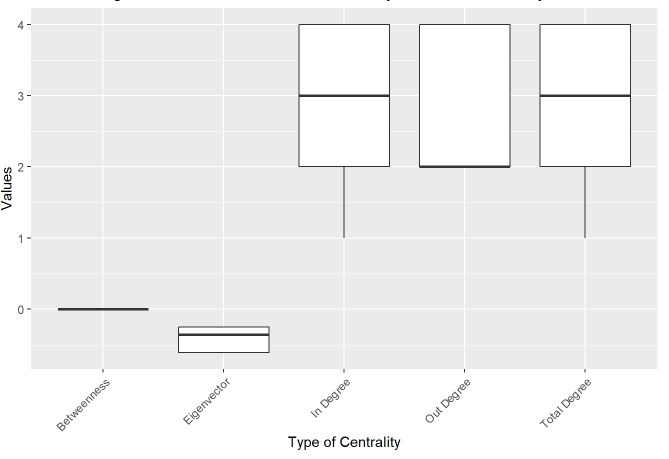 4
3
2
1
0
Values
Betweenness
Eigenvector
In Degree
Out Degree
Total Degree
Type of Centrality